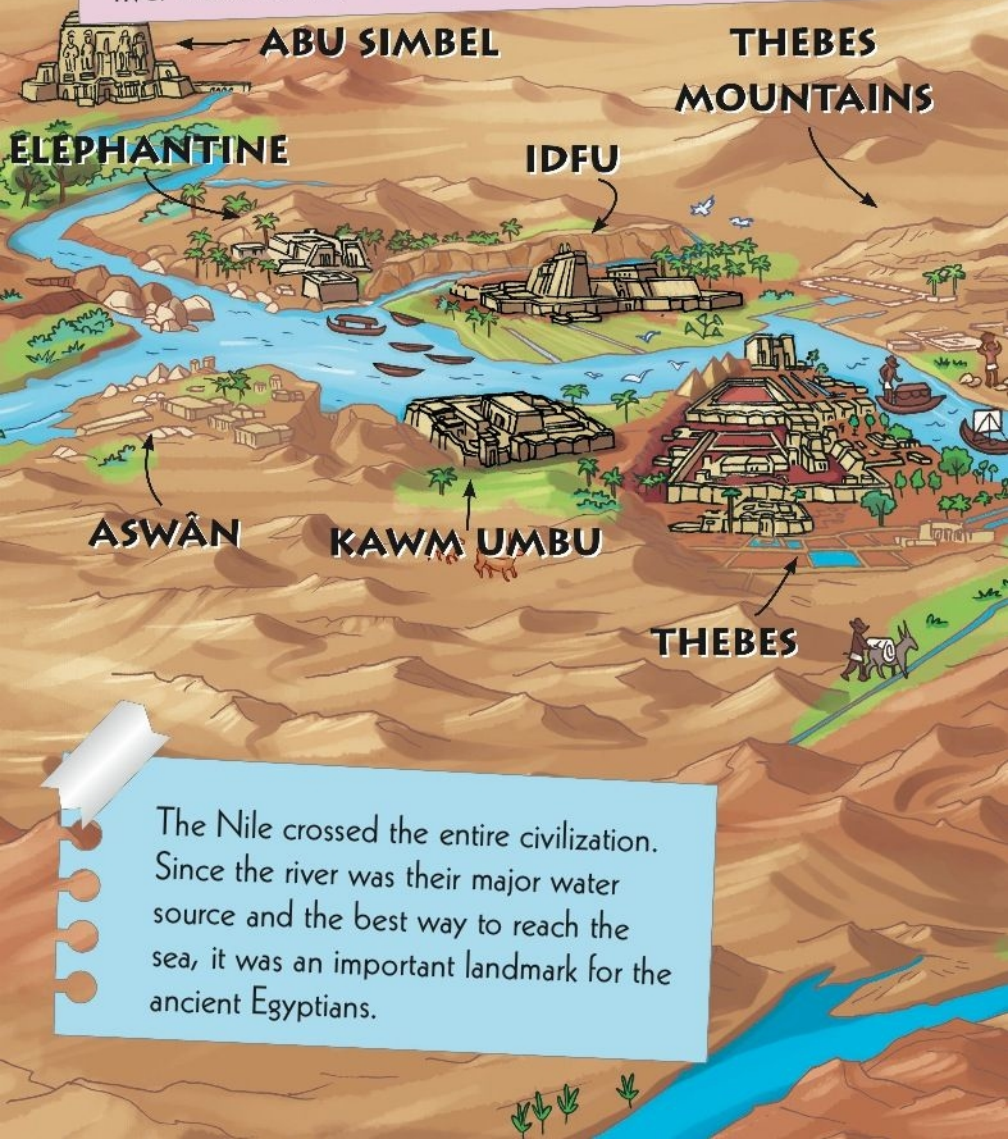 ABU SIMBEL
THEBES
MOUNTAINS
ELEPHANTINE
IDFU
ASWÂN
KAWM UMBU
THEBES
The Nile crossed the entire civilization.
Since the river was their major water
source and the best way to reach the
sea, it was an important landmark for the
ancient Egyptians.